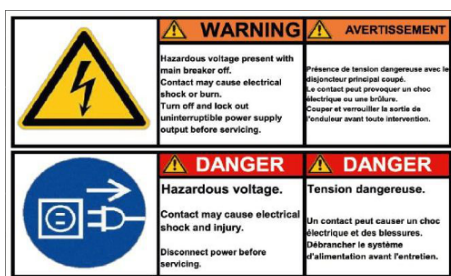 WARNING
Hazardous voltage present with
main breaker off.
Contact may cause electrical
shock or burn.
Turn off and lock out
uninterruptible power supply
output before servicing.
AVERTISSEMENT
Présence de tension dangereuse avec le
disjoncteur principal coupé.
Le contact peut provoquer un choc
électrique ou une brûlure.
Couper et verrouiller la sortie de
l'onduleur avant toute intervention.
DANGER
Hazardous voltage.
Contact may cause electrical
shock and injury.
Disconnect power before
servicing.
DANGER
Tension dangereuse.
Un contact peut causer un choc
électrique et des blessures.
Débrancher le système
d'alimentation avant l'entretien.